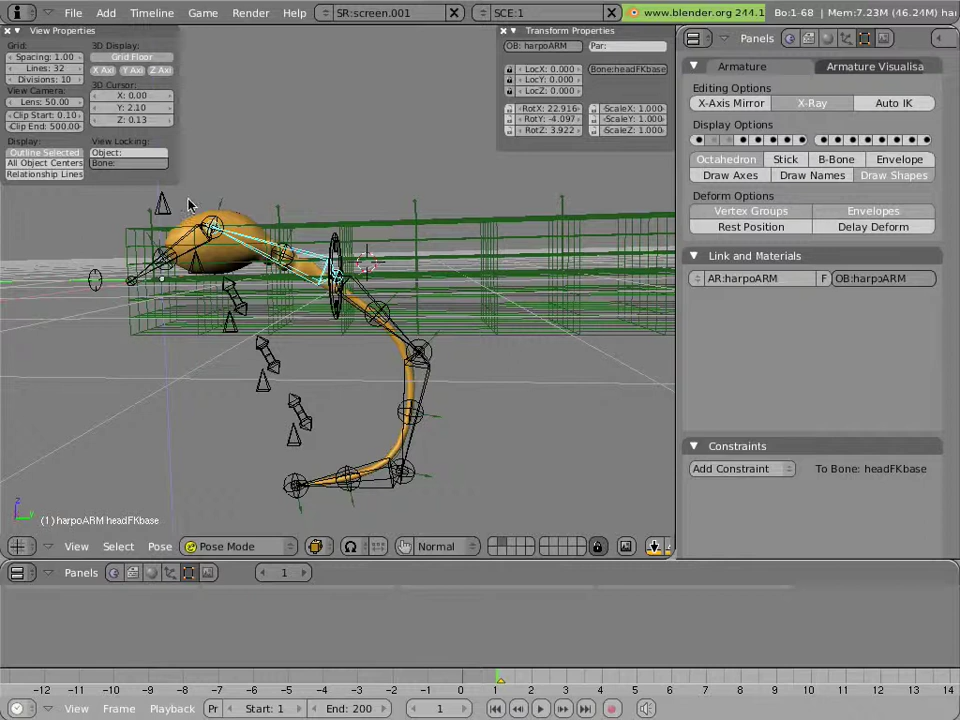 File Add Timeline Game Render Help SR:screen.001 SCE:1 www.blender.org 244.1 Bo:1-68 | Mem:7.23M (46.24M)
View Properties
Grid:
Spacing: 1.00
Lines: 32
Divisions: 10
View Camera:
Lens: 50.00
Clip Start: 0.10
Clip End: 500.00
Display:
Outline Selected
All Object Centers
Relationship Lines
3D Display:
Grid Floor
X Axi Y Axi Z Axi
3D Cursor:
X: 0.00
Y: 2.10
Z: 0.13
View Locking:
Object:
Bone:
Transform Properties
OB: harpoARM Par:
LocX: 0.000 Bone:headFKbase
LocY: 0.000
LocZ: 0.000
RotX: 22.916 ScaleX: 1.000
RotY: -4.097 ScaleY: 1.000
RotZ: 3.922 ScaleZ: 1.000
z
y
(1) harpoARM headFKbase
View Select Pose Pose Mode Normal
Panels
Armature Armature Visualisa
Editing Options
X-Axis Mirror X-Ray Auto IK
Display Options
Octahedron Stick B-Bone Envelope
Draw Axes Draw Names Draw Shapes
Deform Options
Vertex Groups Envelopes
Rest Position Delay Deform
Link and Materials
AR:harpoARM F OB:harpoARM
Constraints
Add Constraint To Bone: headFKbase
Panels 1
-12 -11 -10 -9 -8 -7 -6 -5 -4 -3 -2 -1 0 1 2 3 4 5 6 7 8 9 10 11 12 13 14
View Frame Playback Pr Start: 1 End: 200 1